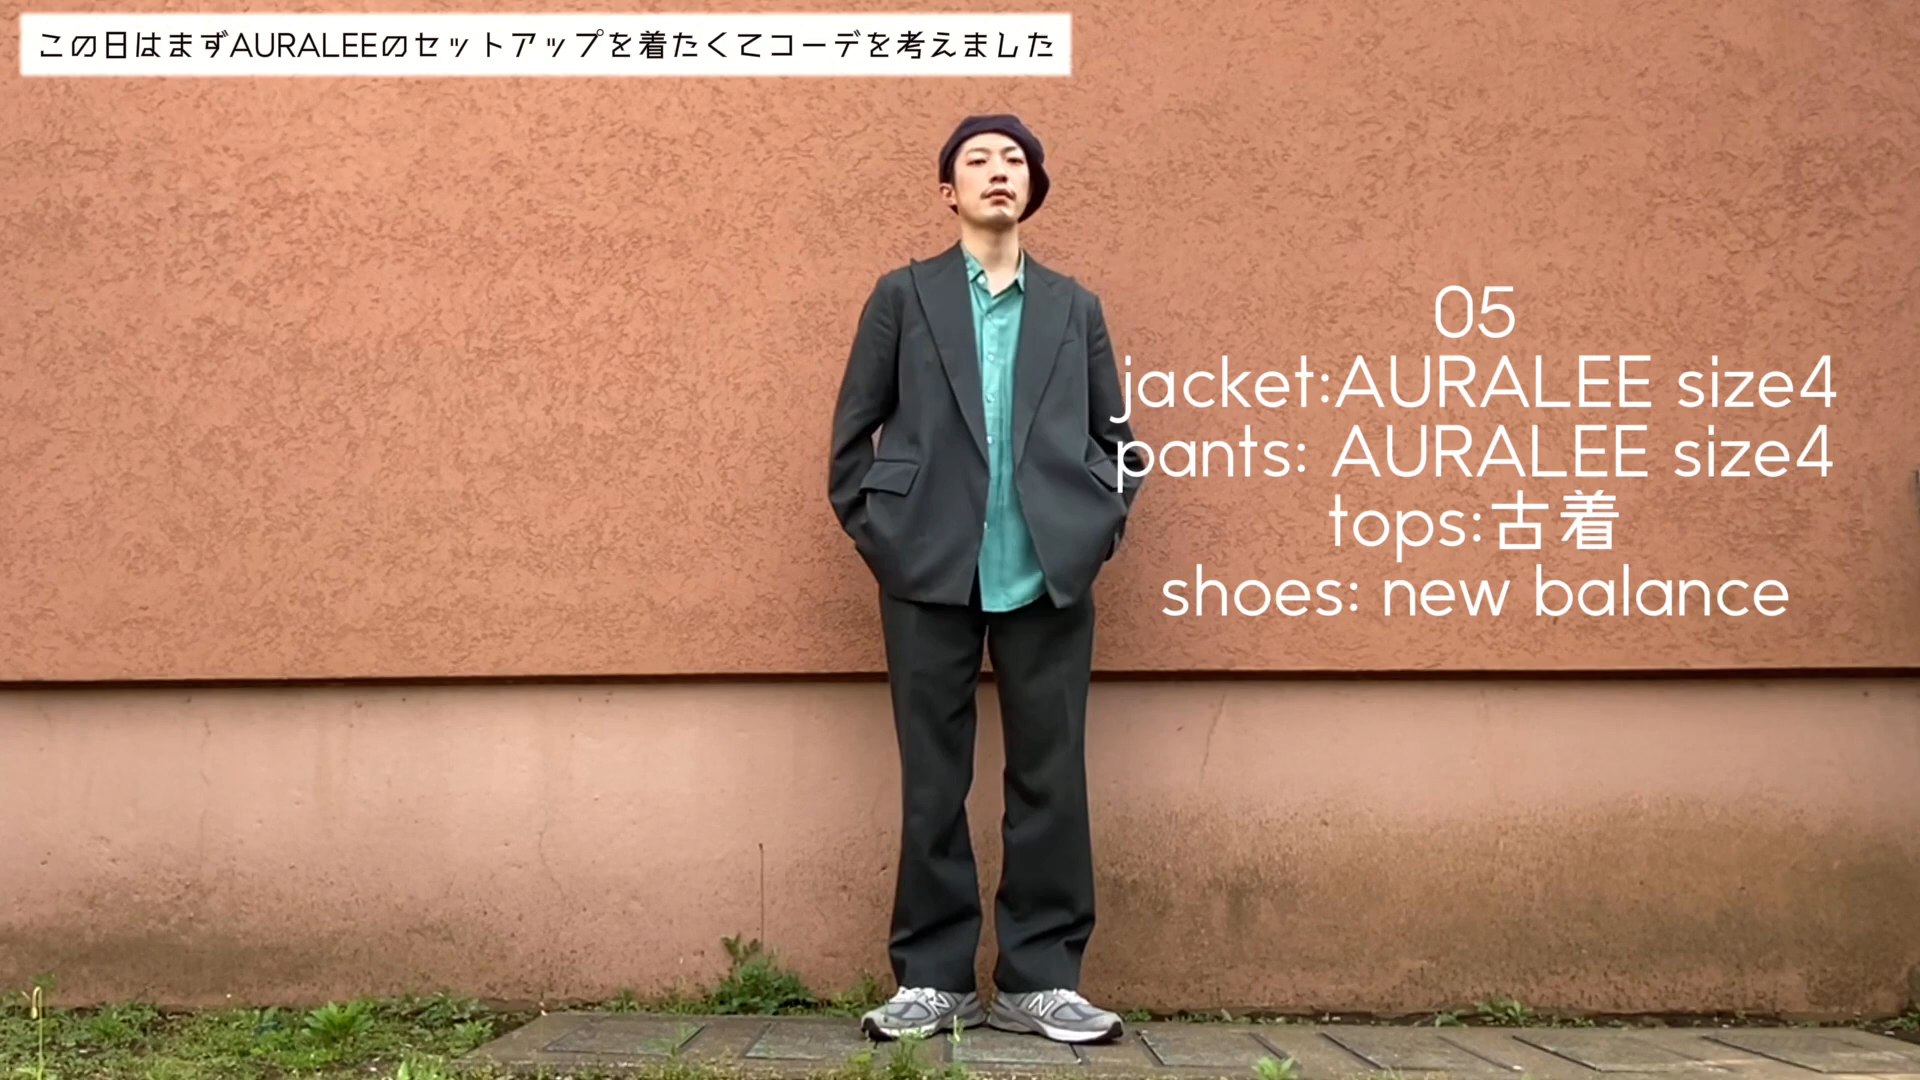 この日はまずAURALEEのセットアップを着たくてコーデを考えました
05
jacket:AURALEE size4
pants: AURALEE size4
tops:古着
shoes: new balance
N
N